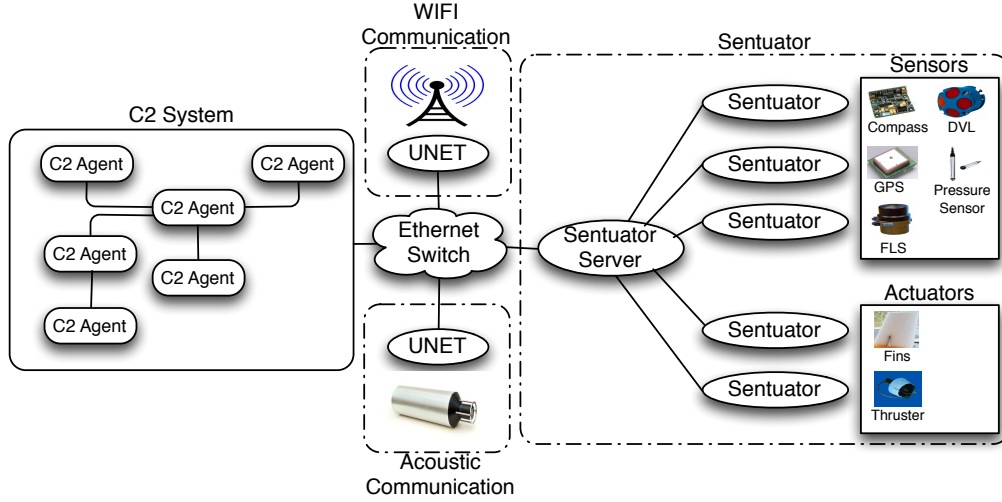 WIFI
Communication
UNET
C2 System
C2 Agent
C2 Agent
C2 Agent
C2 Agent
C2 Agent
C2 Agent
Ethernet
Switch
UNET
Acoustic
Communication
Sentuator
Sentuator
Server
Sentuator
Sentuator
Sentuator
Sentuator
Sentuator
Sensors
Compass
DVL
GPS
Pressure
Sensor
FLS
Actuators
Fins
Thruster